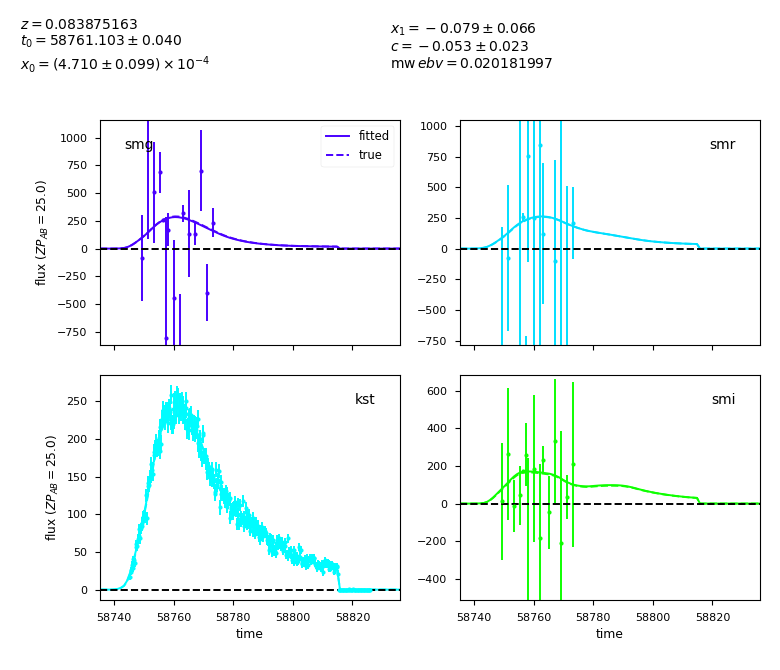 z = 0.083875163
t₀ = 58761.103 ± 0.040
x₀ = (4.710 ± 0.099) × 10⁻⁴
x₁ = −0.079 ± 0.066
c = −0.053 ± 0.023
mw ebv = 0.020181997
smg
fitted
true
1000
750
500
250
0
−250
−500
−750
flux (ZP_AB = 25.0)
smr
1000
750
500
250
0
−250
−500
−750
kst
250
200
150
100
50
0
flux (ZP_AB = 25.0)
58740 58760 58780 58800 58820
time
smi
600
400
200
0
−200
−400
58740 58760 58780 58800 58820
time